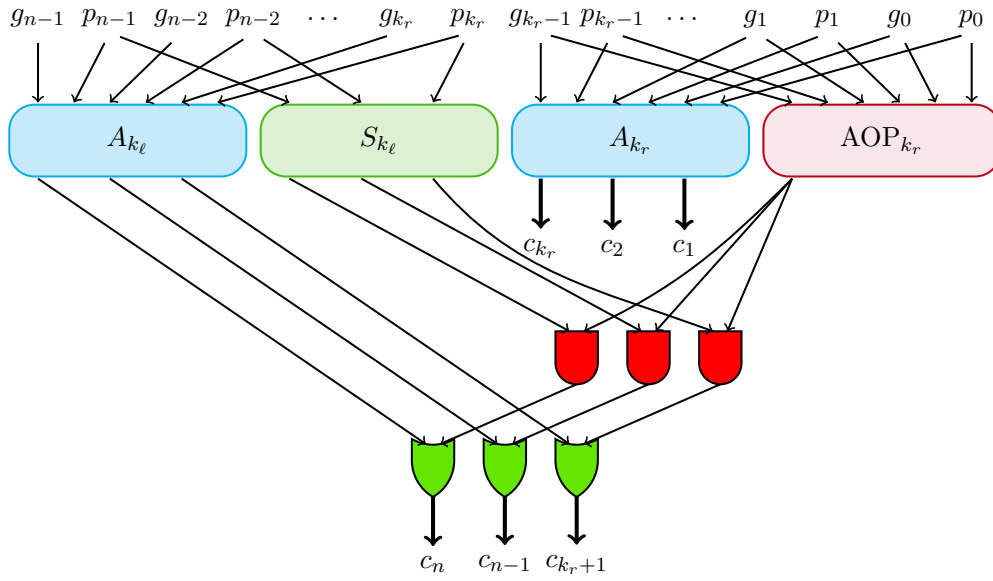 g_{n−1} p_{n−1} g_{n−2} p_{n−2} ⋯ g_{k_r} p_{k_r} g_{k_r−1} p_{k_r−1} ⋯ g_1 p_1 g_0 p_0
A_{k_ℓ} S_{k_ℓ} A_{k_r} AOP_{k_r}
c_{k_r} c_2 c_1
c_n c_{n−1} c_{k_r+1}